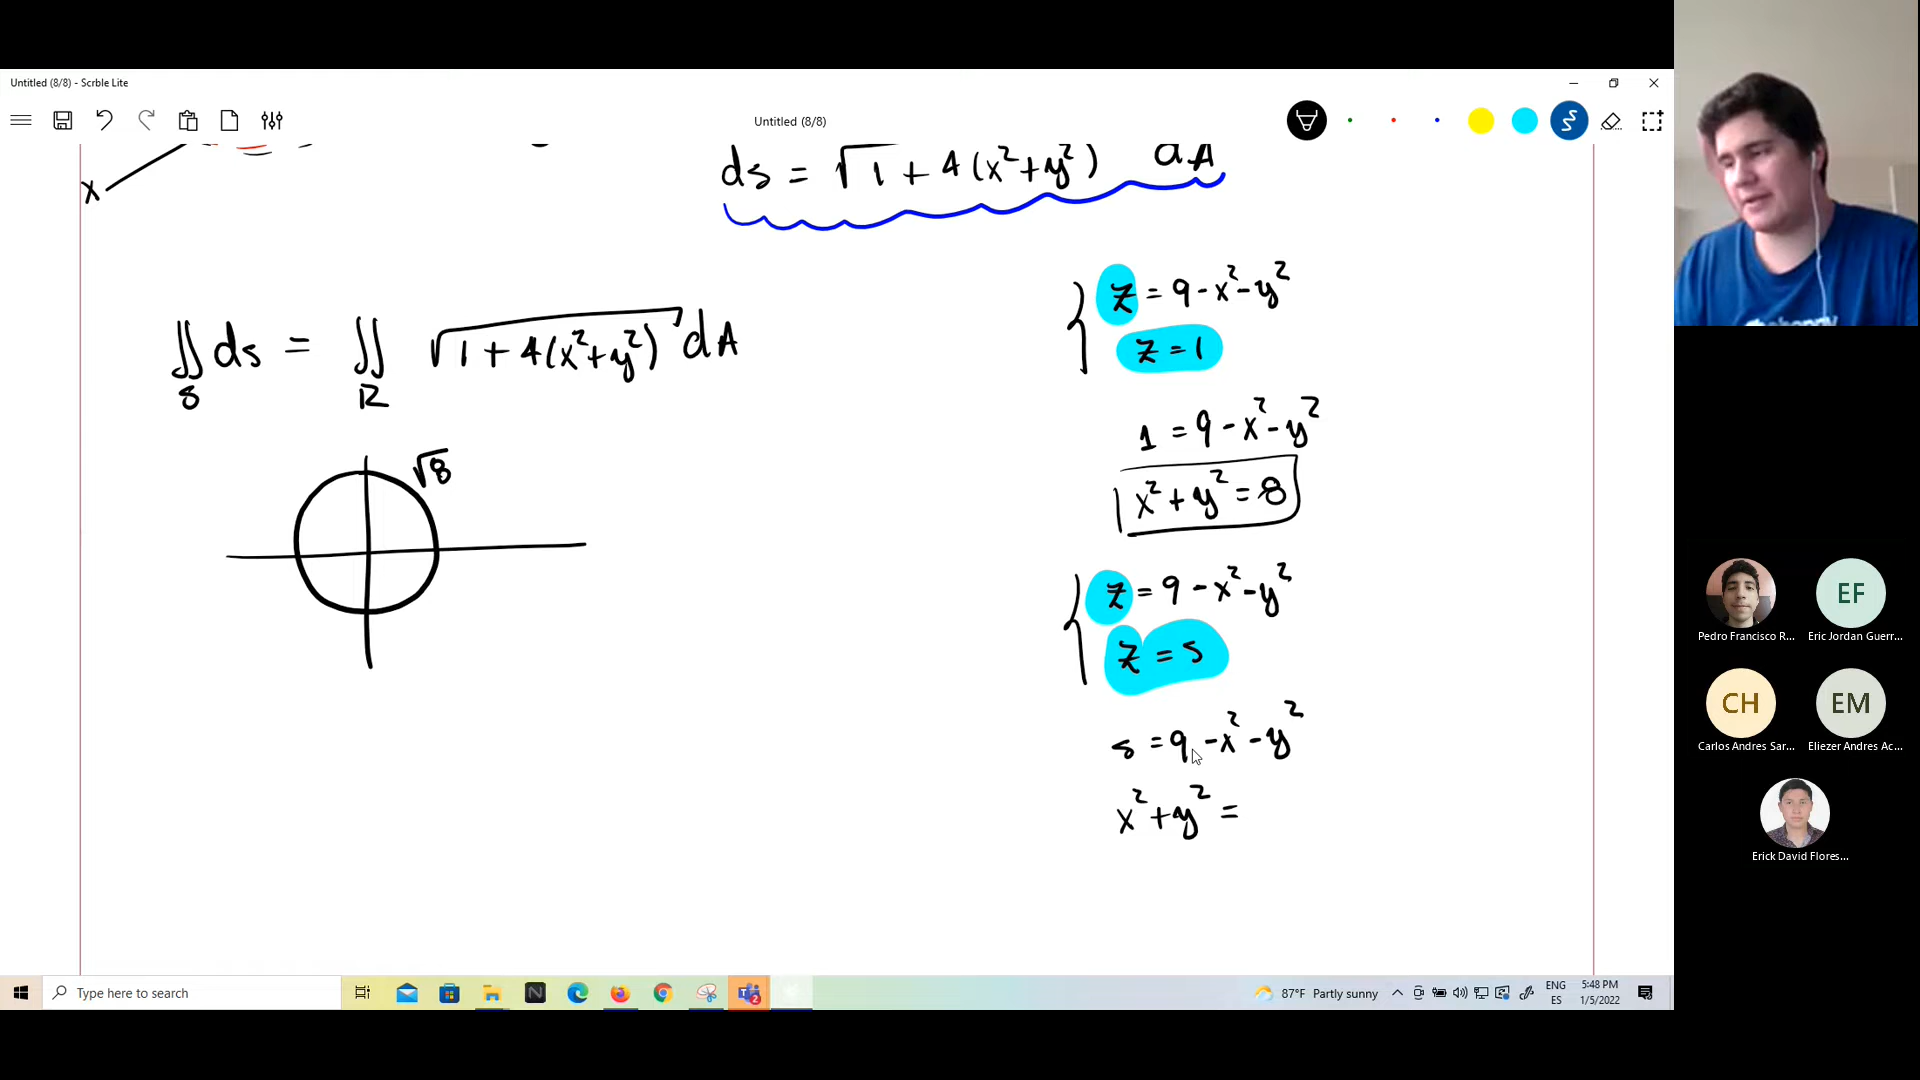 Untitled (8/8) - Scrble Lite
Untitled (8/8)
x
ds = √1 + 4(x²+y²) dA
z = 9 - x² - y²
z = 1
∬ ds = ∬ √1 + 4(x²+y²) dA
S R
1 = 9 - x² - y²
x² + y² = 8
√8
z = 9 - x² - y²
z = 5
5 = 9 - x² - y²
x² + y² =
Pedro Francisco R...
EF
Eric Jordan Guerr...
CH
Carlos Andres Sar...
EM
Eliezer Andres Ac...
Erick David Flores...
Type here to search
N
2
87°F Partly sunny
ENG
ES
5:48 PM
1/5/2022